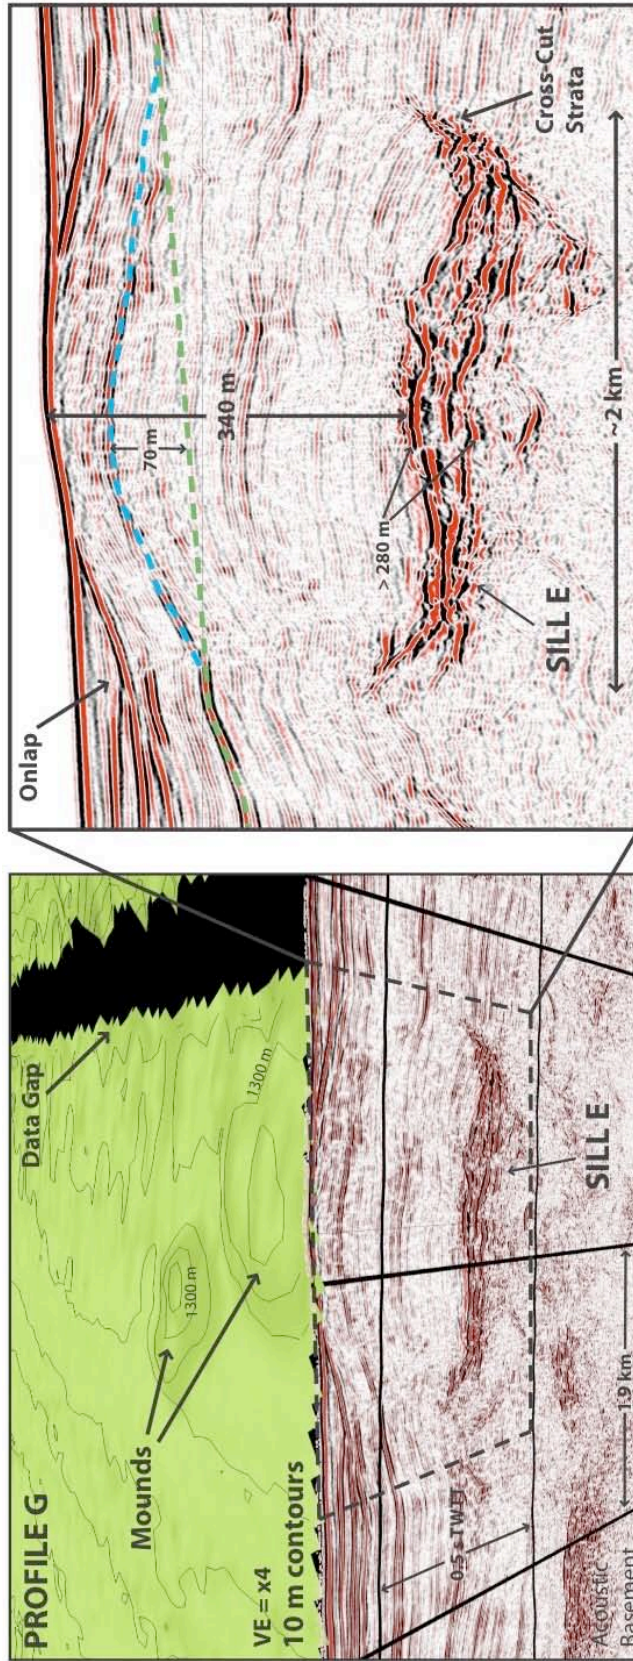 PROFILE G
Data Gap
Mounds
1300 m
1300 m
VE = x4
10 m contours
0.5 s TWTT
SILL E
1.9 km
Acoustic
Basement
Onlap
70 m
340 m
> 280 m
SILL E
Cross-Cut
Strata
~2 km